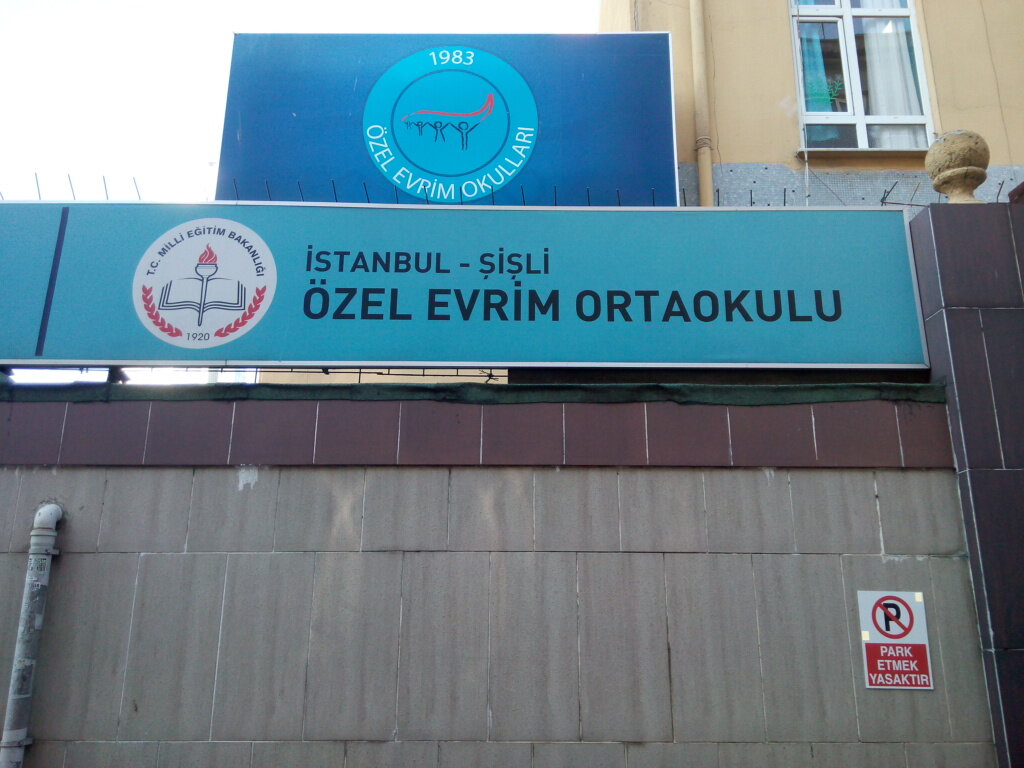 1983
ÖZEL EVRİM OKULLARI
T.C. MİLLİ EĞİTİM BAKANLIĞI
1920
İSTANBUL - ŞİŞLİ
ÖZEL EVRİM ORTAOKULU
P
PARK
ETMEK
YASAKTIR